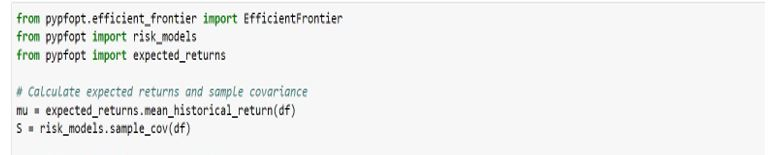 from pypfopt.efficient_frontier import EfficientFrontier
from pypfopt import risk_models
from pypfopt import expected_returns
# Calculate expected returns and sample covariance
mu = expected_returns.mean_historical_return(df)
S = risk_models.sample_cov(df)